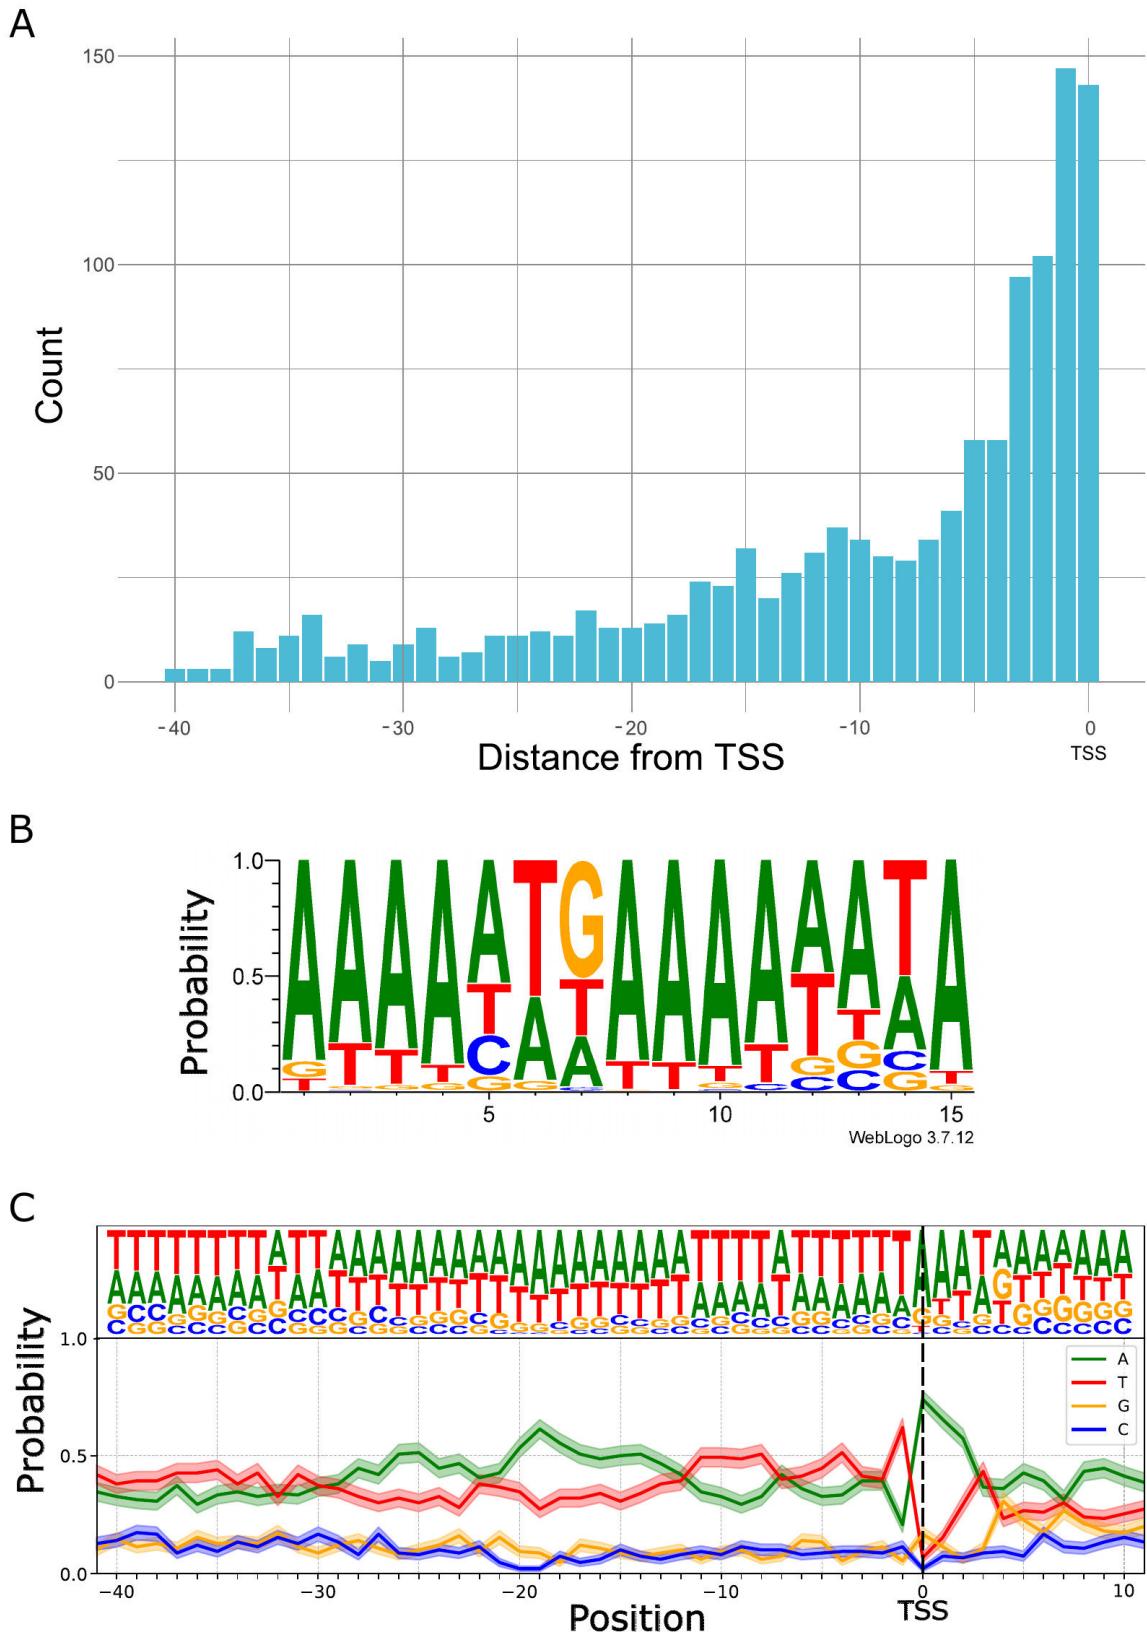 A
150
100
50
0
Count
-40
-30
-20
-10
0
TSS
Distance from TSS
B
1.0
0.5
0.0
Probability
AAAAATGAAAAAATA
5
10
15
WebLogo 3.7.12
C
TTTTTTTTATTAAAAAAAAAAAAAAAAAATTTTATTTTTTAAATAAAAAAA
1.0
0.5
0.0
Probability
A
T
G
C
−40
−30
−20
−10
0
10
TSS
Position